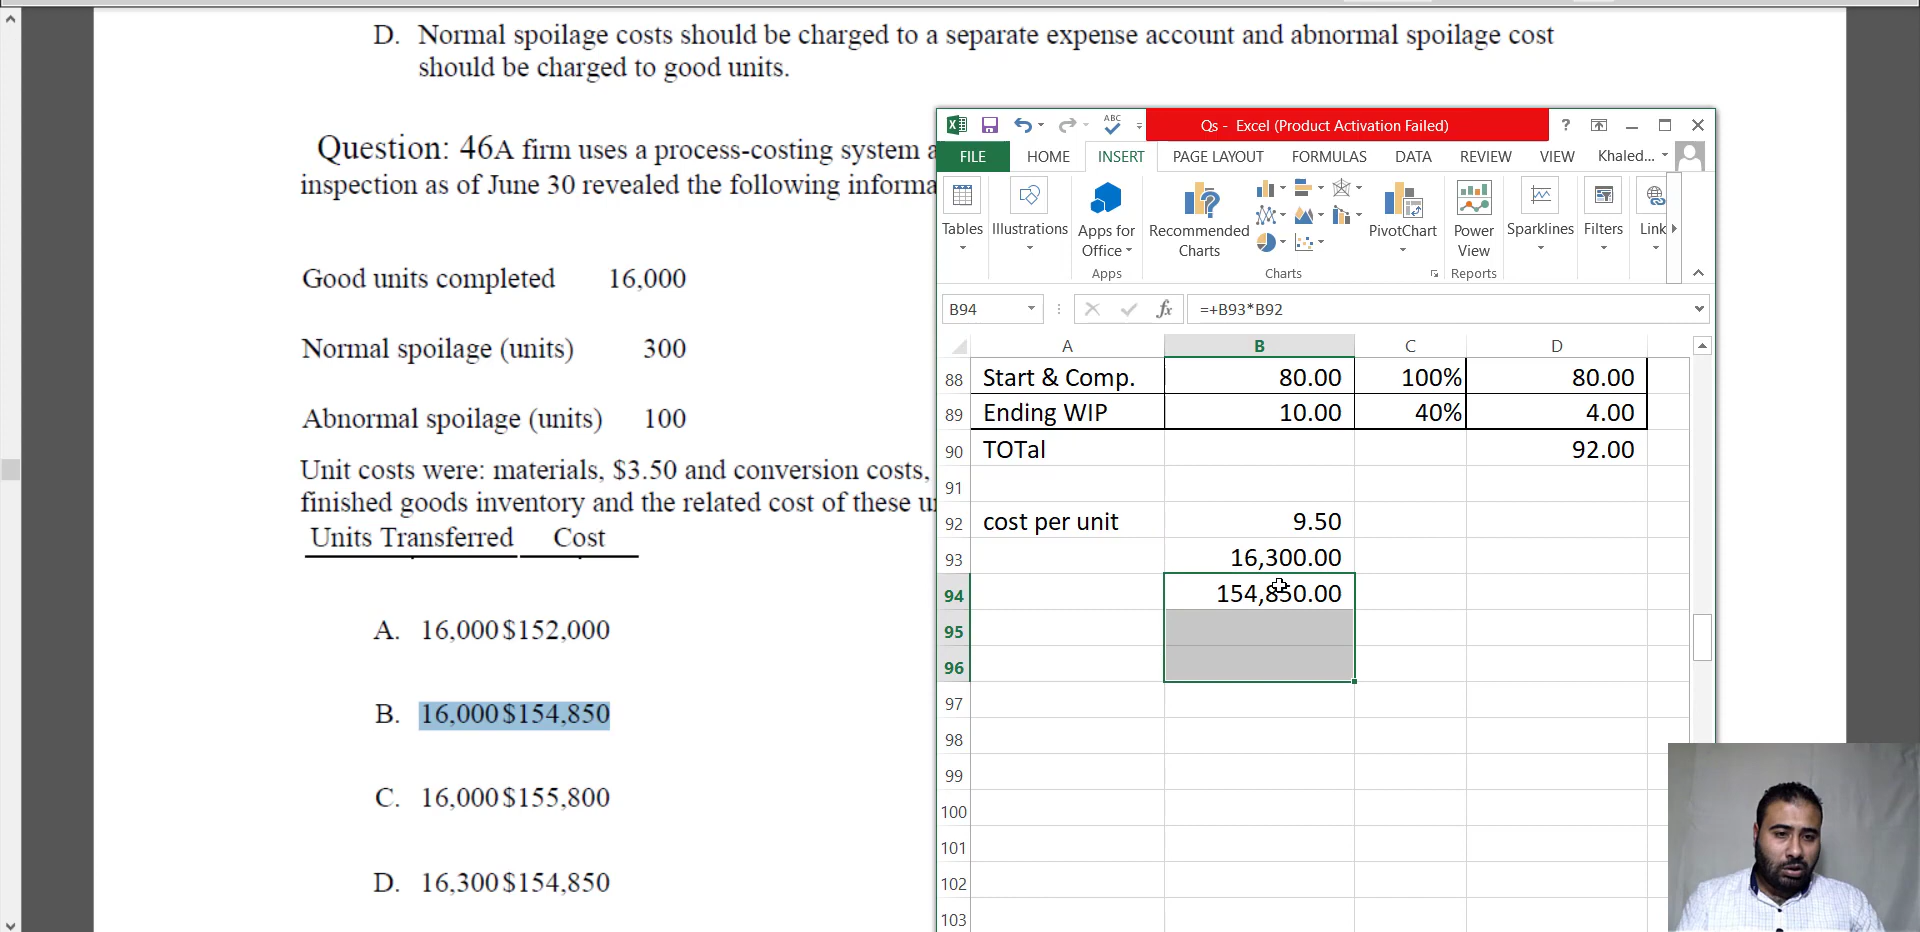 D. Normal spoilage costs should be charged to a separate expense account and abnormal spoilage cost
should be charged to good units.
Question: 46A firm uses a process-costing system a
inspection as of June 30 revealed the following informa
Good units completed 16,000
Normal spoilage (units) 300
Abnormal spoilage (units) 100
Unit costs were: materials, $3.50 and conversion costs,
finished goods inventory and the related cost of these u
Units Transferred Cost
A. 16,000$152,000
B. 16,000$154,850
C. 16,000$155,800
D. 16,300$154,850
ABC
Qs - Excel (Product Activation Failed)
?
FILE HOME INSERT PAGE LAYOUT FORMULAS DATA REVIEW VIEW Khaled...
Tables Illustrations Apps for Recommended PivotChart Power Sparklines Filters Link
Office Charts View
Apps Charts Reports
B94 fx =+B93*B92
A B C D
88 Start & Comp. 80.00 100% 80.00
89 Ending WIP 10.00 40% 4.00
90 TOTal 92.00
91
92 cost per unit 9.50
93 16,300.00
94 154,850.00
95
96
97
98
99
100
101
102
103